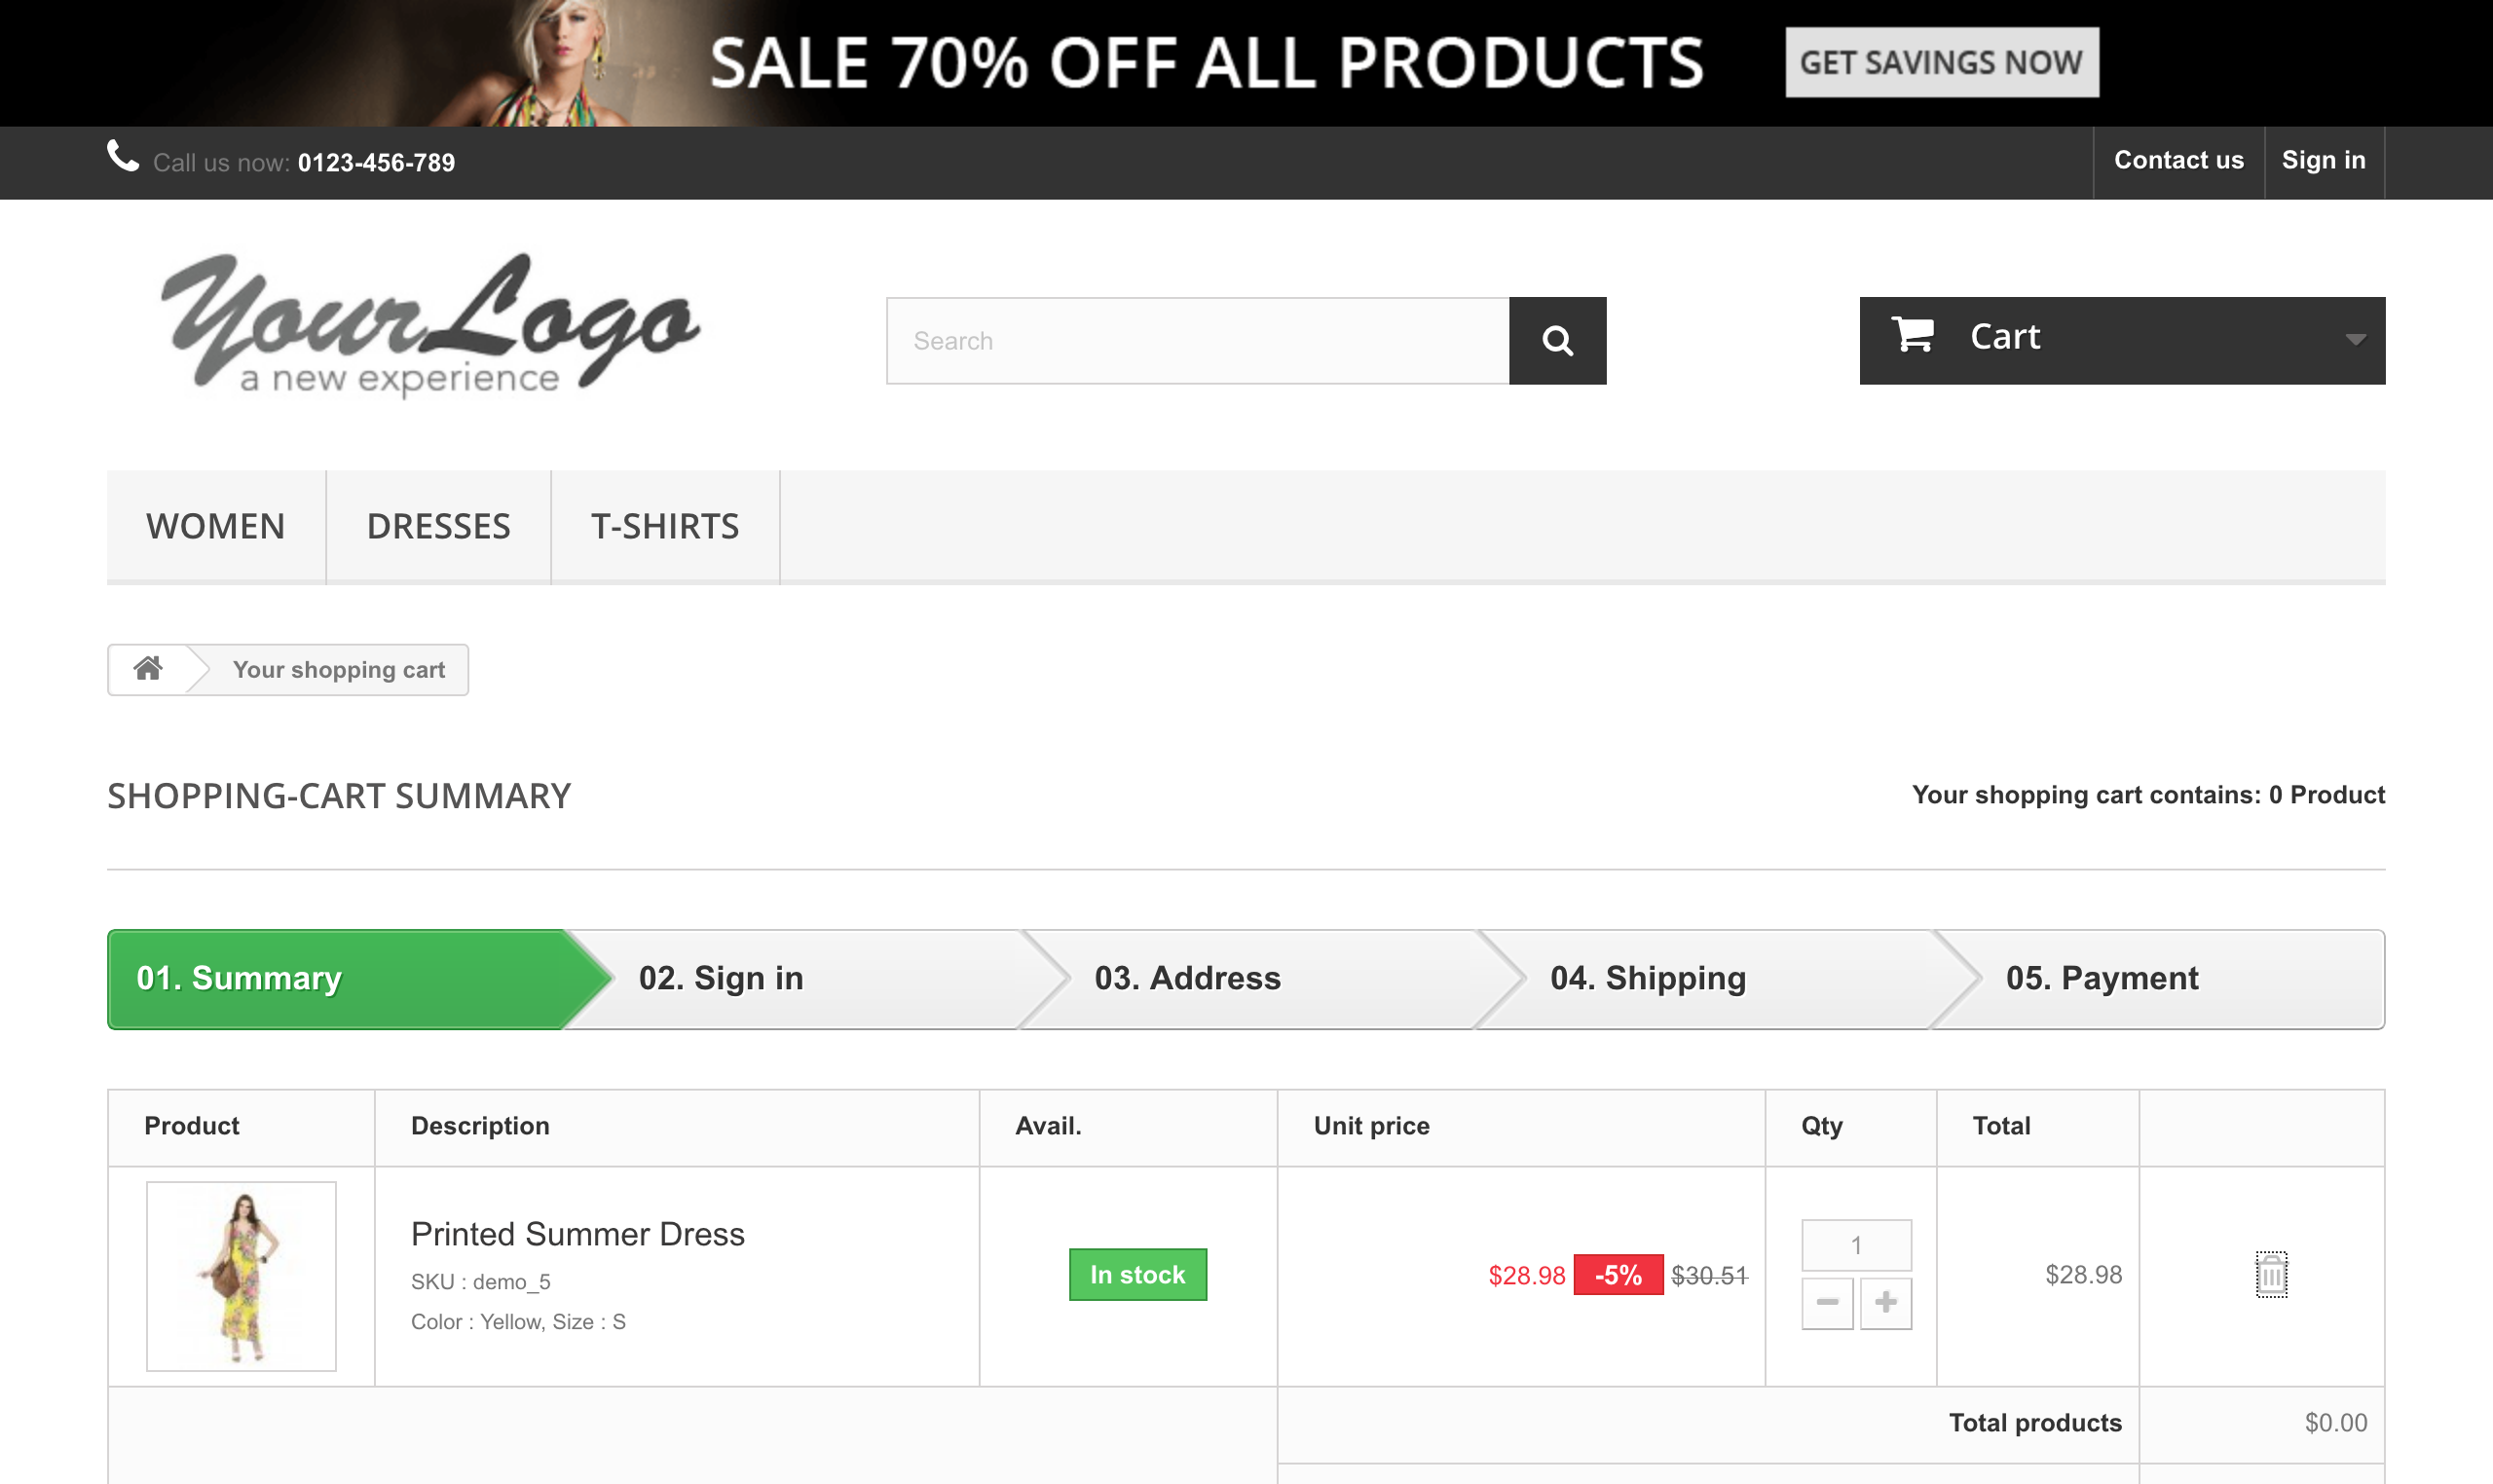 SALE 70% OFF ALL PRODUCTS GET SAVINGS NOW
Call us now: 0123-456-789 Contact us Sign in
Your Logo
a new experience
Search
Cart
WOMEN DRESSES T-SHIRTS
Your shopping cart
SHOPPING-CART SUMMARY Your shopping cart contains: 0 Product
01. Summary 02. Sign in 03. Address 04. Shipping 05. Payment
Product Description Avail. Unit price Qty Total
Printed Summer Dress
SKU : demo_5
Color : Yellow, Size : S
In stock
$28.98 -5% $30.51
1
$28.98
Total products $0.00